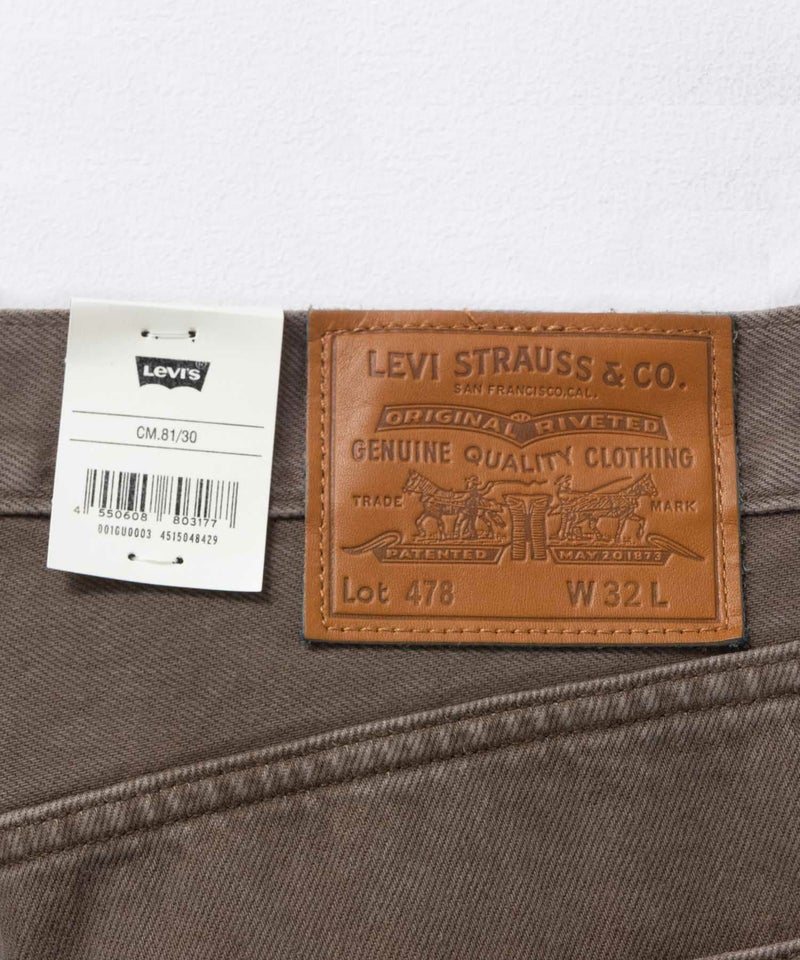 LEVI'S
CM.81/30
4 550608 803177
001GU0003 4515048429
LEVI STRAUSS & CO.
SAN FRANCISCO, CAL.
ORIGINAL RIVETED
GENUINE QUALITY CLOTHING
TRADE MARK
PATENTED MAY 20 1873
Lot 478 W 32 L